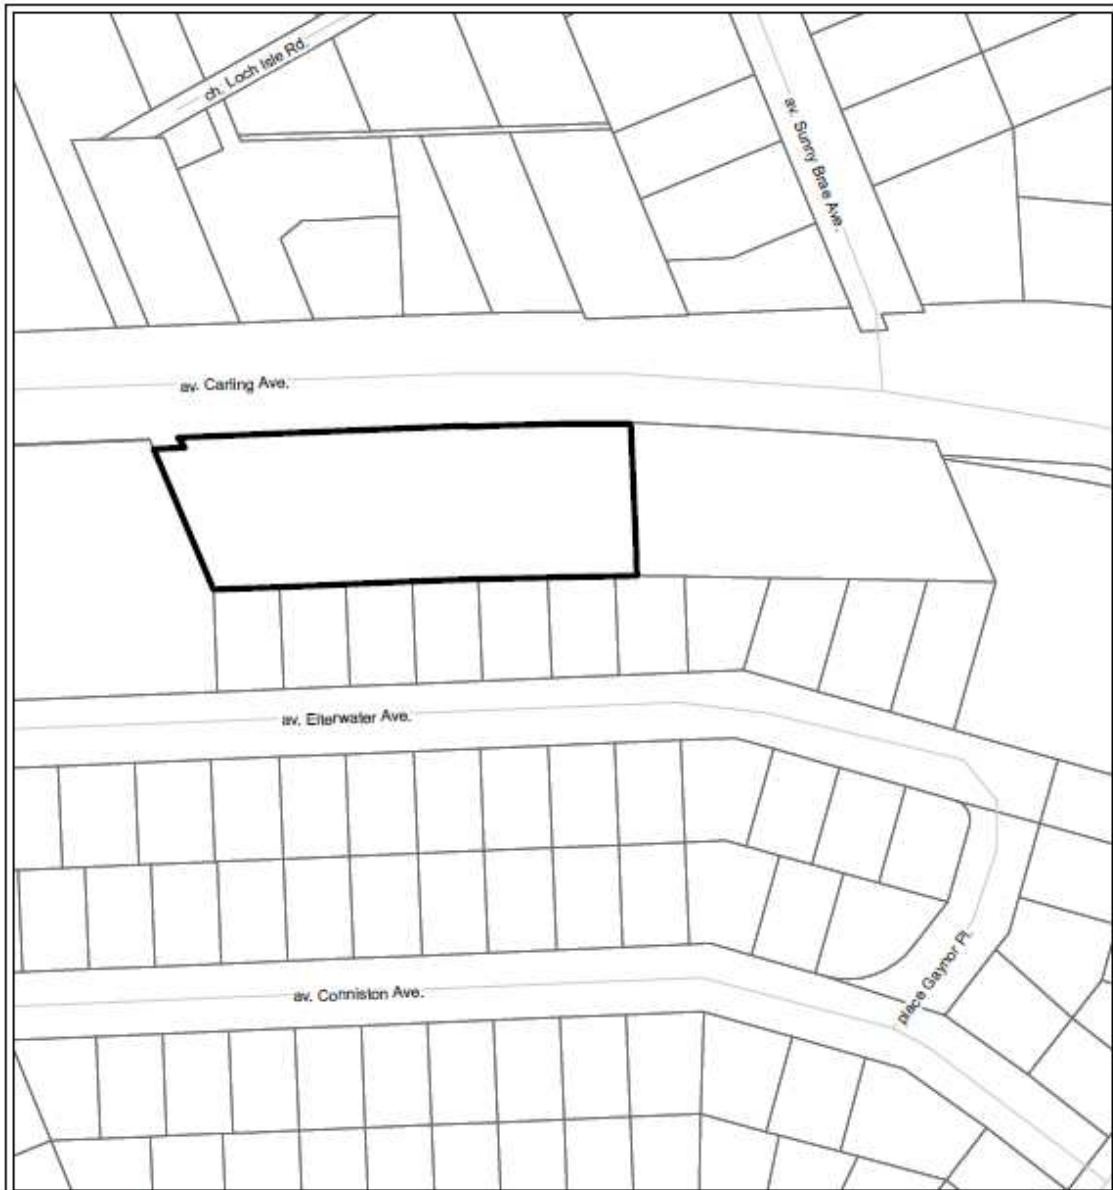 ch. Loch Isle Rd.
av. Sunny Brae Ave.
av. Carling Ave.
av. Elterwater Ave.
av. Conniston Ave.
place Gaynor Pl.